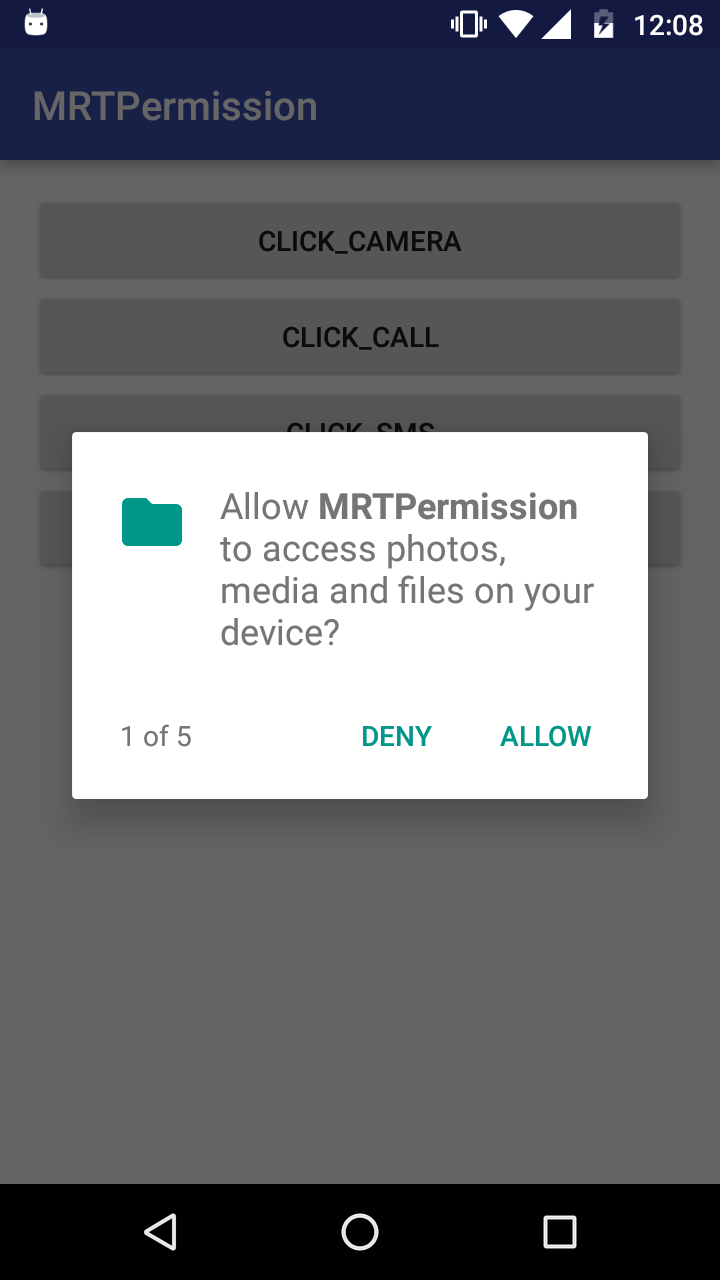 12:08
MRTPermission
CLICK_CAMERA
CLICK_CALL
CLICK_SMS
Allow MRTPermission
to access photos,
media and files on your
device?
1 of 5
DENY
ALLOW